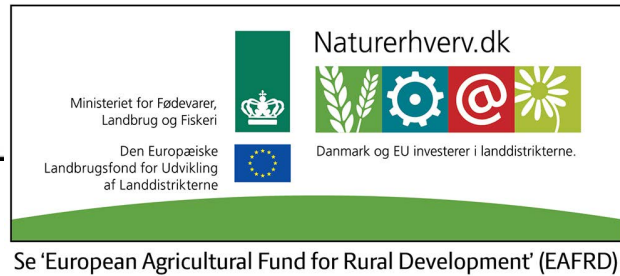 Naturerhverv.dk
Ministeriet for Fødevarer,
Landbrug og Fiskeri
@
Den Europæiske
Landbrugsfond for Udvikling
af Landdistrikterne
Danmark og EU investerer i landdistrikterne.
Se 'European Agricultural Fund for Rural Development' (EAFRD)